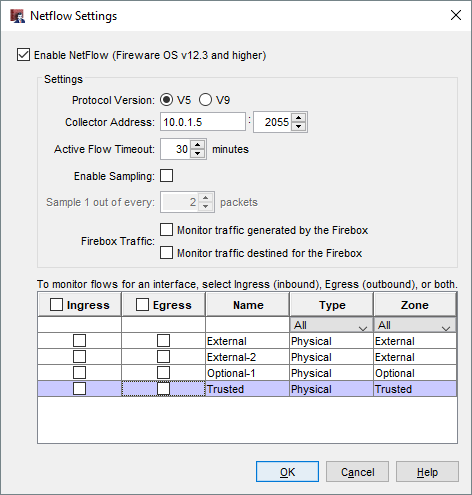 Netflow Settings
Enable NetFlow (Fireware OS v12.3 and higher)
Settings
Protocol Version: V5 V9
Collector Address: 10.0.1.5 : 2055
Active Flow Timeout: 30 minutes
Enable Sampling:
Sample 1 out of every: 2 packets
Monitor traffic generated by the Firebox
Firebox Traffic:
Monitor traffic destined for the Firebox
To monitor flows for an interface, select Ingress (inbound), Egress (outbound), or both.
Ingress Egress Name Type Zone
All All
External Physical External
External-2 Physical External
Optional-1 Physical Optional
Trusted Physical Trusted
OK Cancel Help